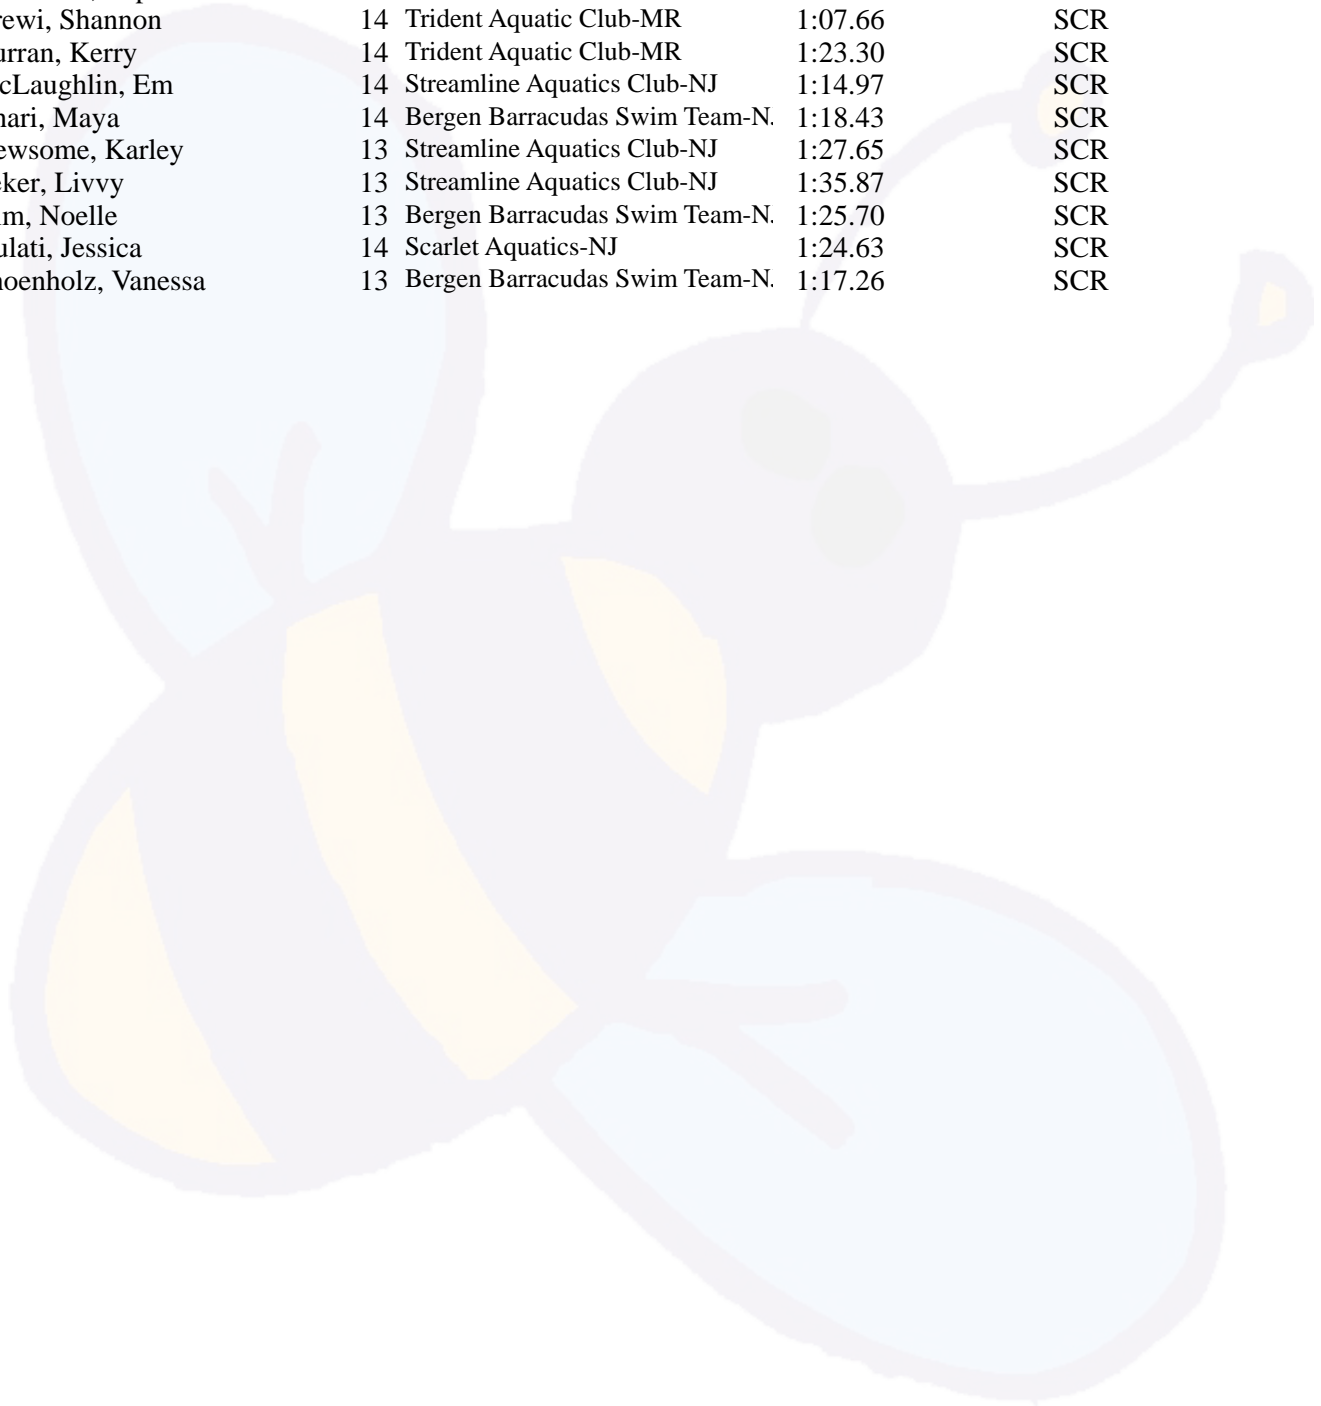 rewi, Shannon 14 Trident Aquatic Club-MR 1:07.66 SCR
urran, Kerry 14 Trident Aquatic Club-MR 1:23.30 SCR
cLaughlin, Em 14 Streamline Aquatics Club-NJ 1:14.97 SCR
hari, Maya 14 Bergen Barracudas Swim Team-N. 1:18.43 SCR
ewsome, Karley 13 Streamline Aquatics Club-NJ 1:27.65 SCR
eker, Livvy 13 Streamline Aquatics Club-NJ 1:35.87 SCR
im, Noelle 13 Bergen Barracudas Swim Team-N. 1:25.70 SCR
ulati, Jessica 14 Scarlet Aquatics-NJ 1:24.63 SCR
hoenholz, Vanessa 13 Bergen Barracudas Swim Team-N. 1:17.26 SCR